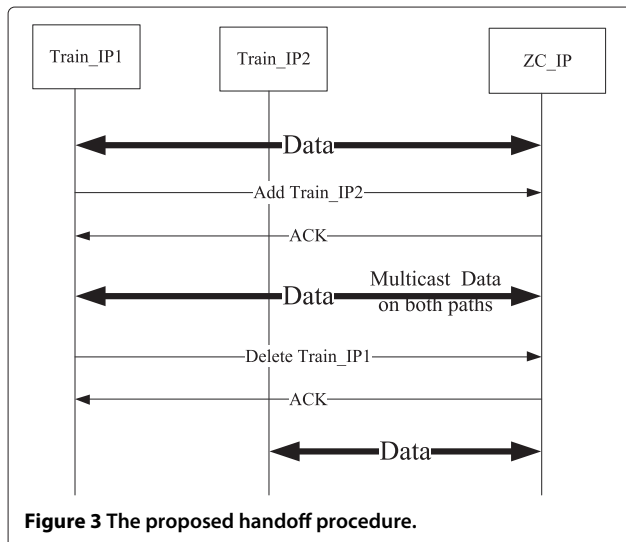 Train_IP1
Train_IP2
ZC_IP
Data
Add Train_IP2
ACK
Multicast Data
Data
on both paths
Delete Train_IP1
ACK
Data
Figure 3 The proposed handoff procedure.